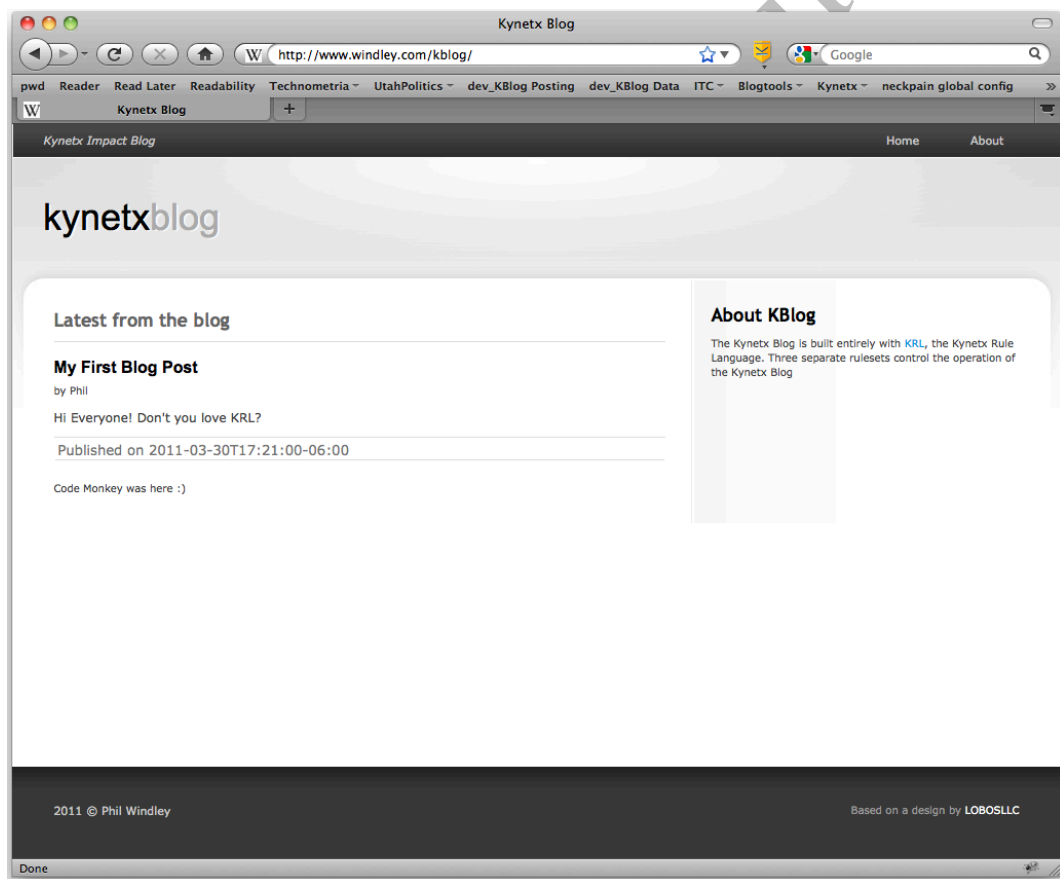 Kynetx Blog
http://www.windley.com/kblog/
Google
pwd Reader Read Later Readability Technometria UtahPolitics dev_KBlog Posting dev_KBlog Data ITC Blogtools Kynetx neckpain global config »
W Kynetx Blog +
Kynetx Impact Blog
Home About
kynetxblog
Latest from the blog
My First Blog Post
by Phil
Hi Everyone! Don't you love KRL?
Published on 2011-03-30T17:21:00-06:00
Code Monkey was here :)
About KBlog
The Kynetx Blog is built entirely with KRL, the Kynetx Rule
Language. Three separate rulesets control the operation of
the Kynetx Blog
2011 © Phil Windley
Based on a design by LOBOSLLC
Done